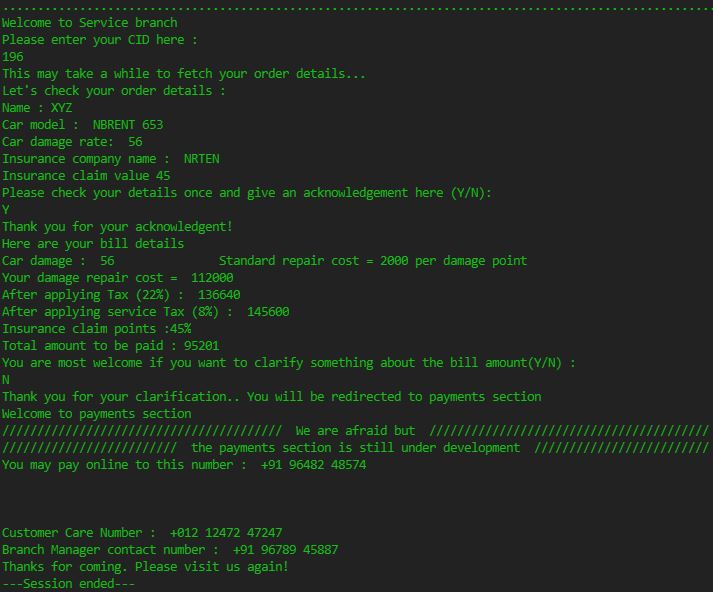 ....................................................................................................
Welcome to Service branch
Please enter your CID here :
196
This may take a while to fetch your order details...
Let's check your order details :
Name : XYZ
Car model :  NBRENT 653
Car damage rate:  56
Insurance company name :  NRTEN
Insurance claim value 45
Please check your details once and give an acknowledgement here (Y/N):
Y
Thank you for your acknowledgent!
Here are your bill details
Car damage :  56               Standard repair cost = 2000 per damage point
Your damage repair cost =  112000
After applying Tax (22%) :  136640
After applying service Tax (8%) :  145600
Insurance claim points :45%
Total amount to be paid : 95201
You are most welcome if you want to clarify something about the bill amount(Y/N) :
N
Thank you for your clarification.. You will be redirected to payments section
Welcome to payments section
////////////////////////////////////////  We are afraid but  ////////////////////////////////////////
/////////////////////////  the payments section is still under development  /////////////////////////
You may pay online to this number :  +91 96482 48574
Customer Care Number :  +012 12472 47247
Branch Manager contact number :  +91 96789 45887
Thanks for coming. Please visit us again!
---Session ended---